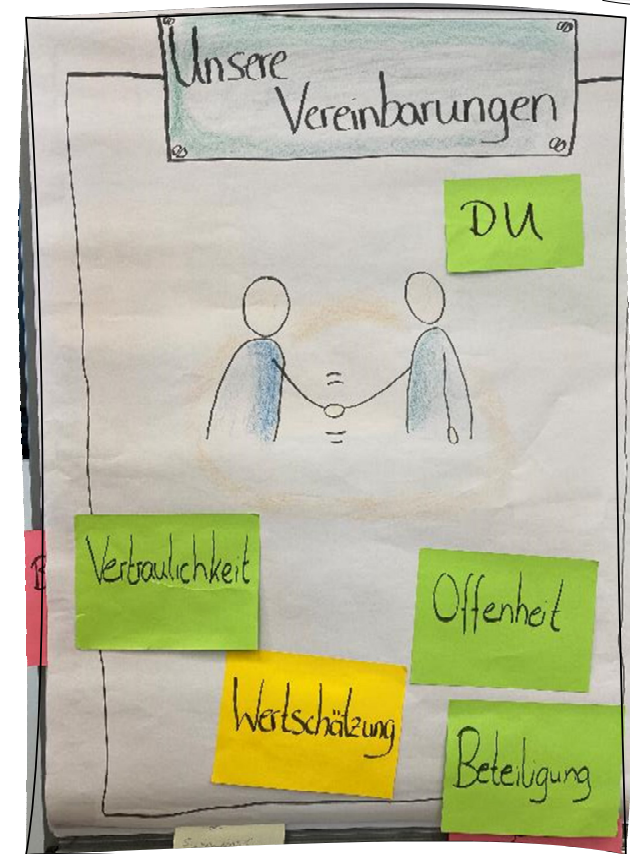 Unsere
Vereinbarungen
DU
Vertraulichkeit
Offenheit
Wertschätzung
Beteiligung